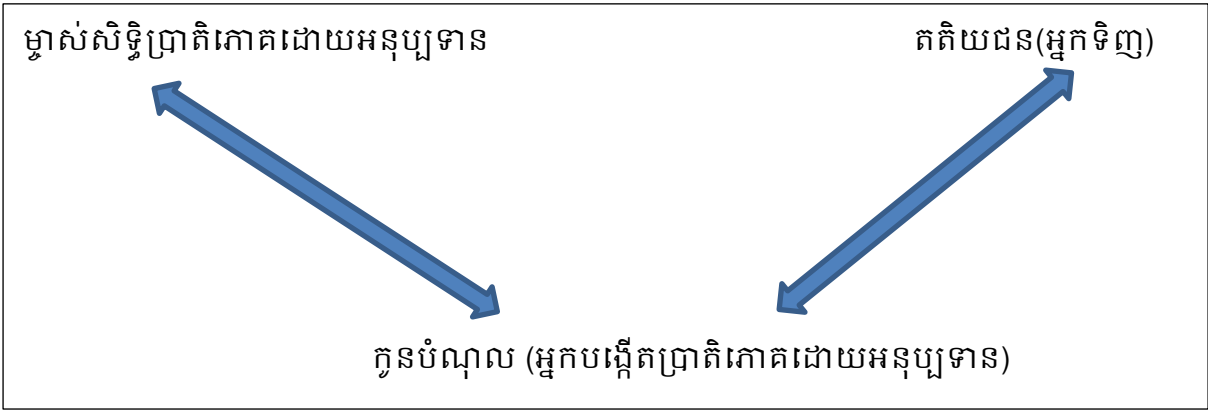 ម្ចាស់សិទ្ធិប្រាតិភោគដោយអនុប្បទាន
តតិយជន(អ្នកទិញ)
កូនបំណុល (អ្នកបង្កើតប្រាតិភោគដោយអនុប្បទាន)